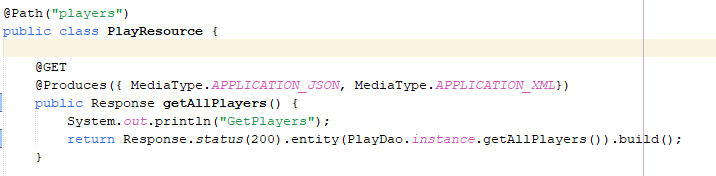 @Path("players")
public class PlayResource {
@GET
@Produces({ MediaType.APPLICATION_JSON, MediaType.APPLICATION_XML})
public Response getAllPlayers() {
System.out.println("GetPlayers");
return Response.status(200).entity(PlayDao.instance.getAllPlayers()).build();
}